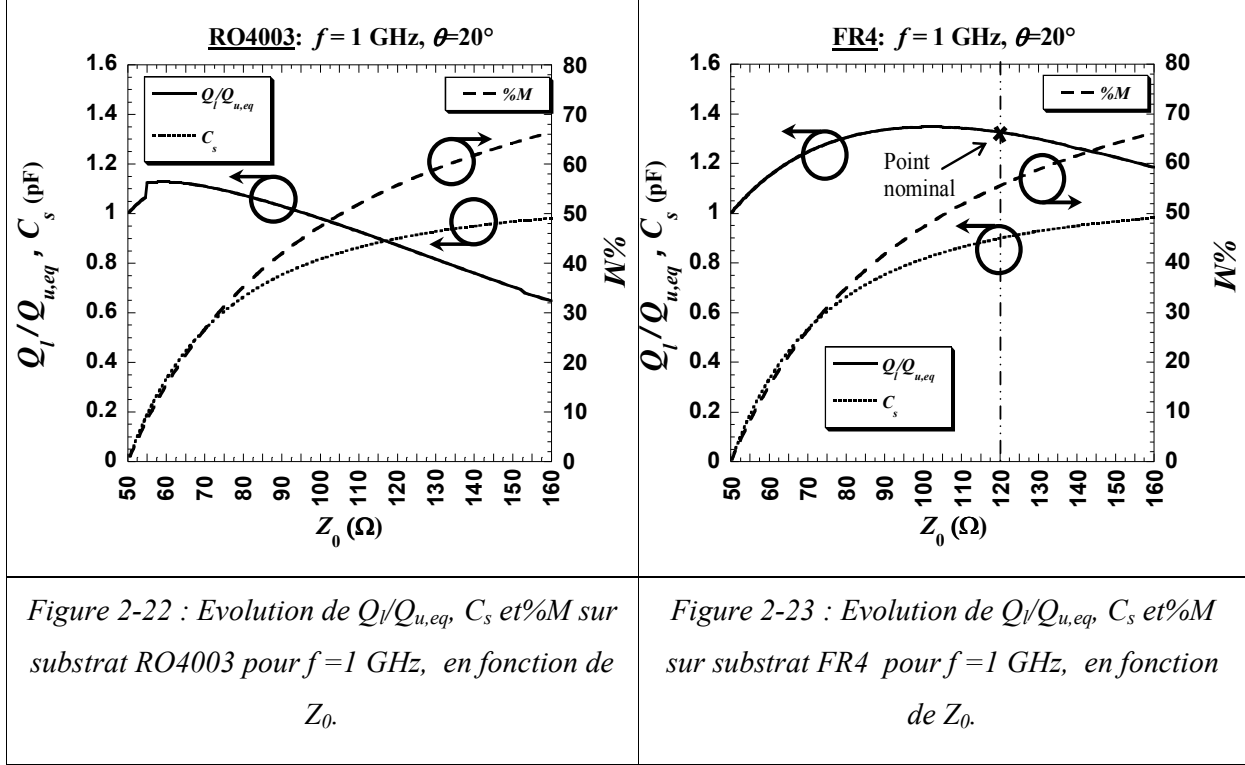 RO4003: f = 1 GHz, θ=20°
1.6
1.4
1.2
1
0.8
0.6
0.4
0.2
0
Q_l/Q_{u,eq} , C_s (pF)
Q_l/Q_{u,eq}
C_s
%M
80
70
60
50
40
30
20
10
0
%M
50
60
70
80
90
100
110
120
130
140
150
160
Z_0 (Ω)
FR4: f = 1 GHz, θ=20°
1.6
1.4
1.2
1
0.8
0.6
0.4
0.2
0
Q_l/Q_{u,eq} , C_s (pF)
%M
Point
nominal
Q_l/Q_{u,eq}
C_s
80
70
60
50
40
30
20
10
0
%M
50
60
70
80
90
100
110
120
130
140
150
160
Z_0 (Ω)
Figure 2-22 : Evolution de Q_l/Q_{u,eq}, C_s et%M sur
substrat RO4003 pour f =1 GHz, en fonction de
Z_0.
Figure 2-23 : Evolution de Q_l/Q_{u,eq}, C_s et%M
sur substrat FR4 pour f =1 GHz, en fonction
de Z_0.